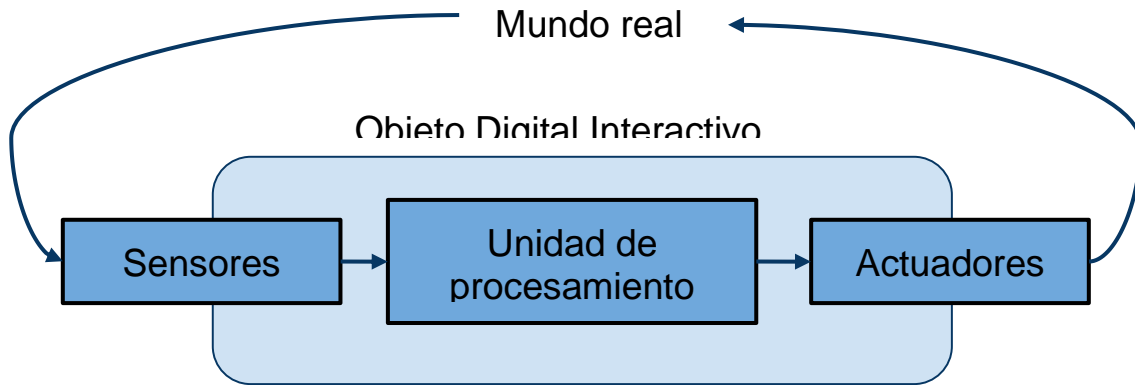 Mundo real
Objeto Digital Interactivo
Sensores
Unidad de
procesamiento
Actuadores